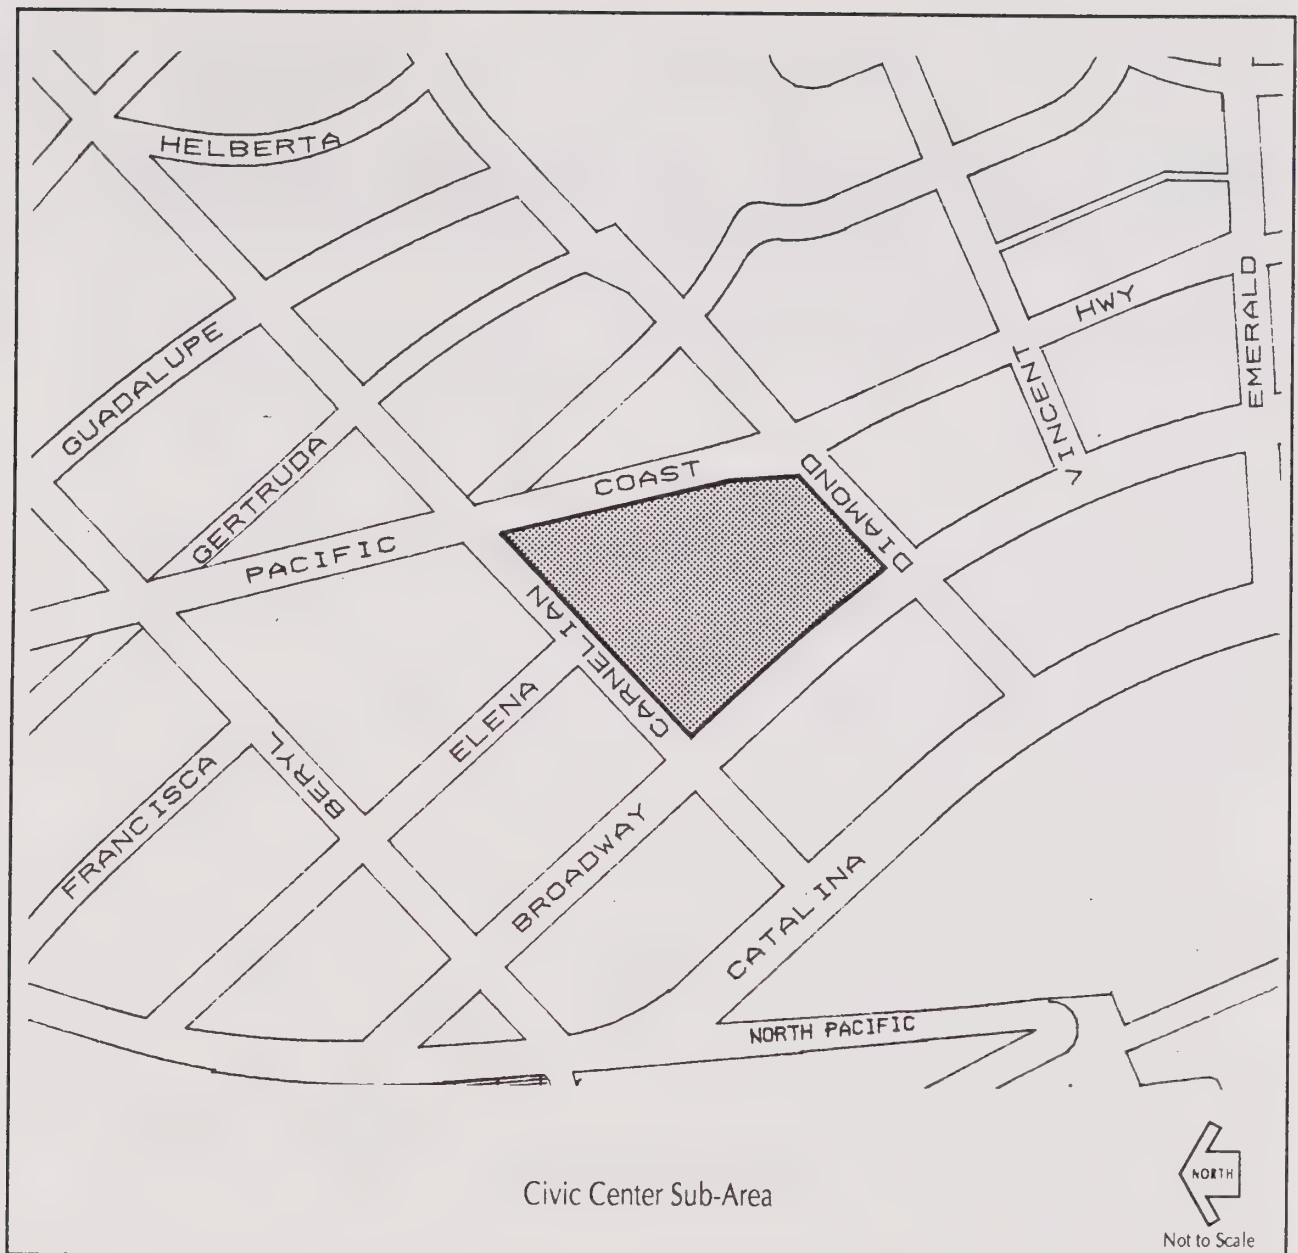 HELBERTA
GUADALUPE
GERTRUDA
PACIFIC
COAST
HWY
EMERALD
VINCENT
DIAMOND
CARNELIAN
ELENA
BERYL
FRANCISCA
BROADWAY
CATALINA
NORTH PACIFIC
Civic Center Sub-Area
NORTH
Not to Scale